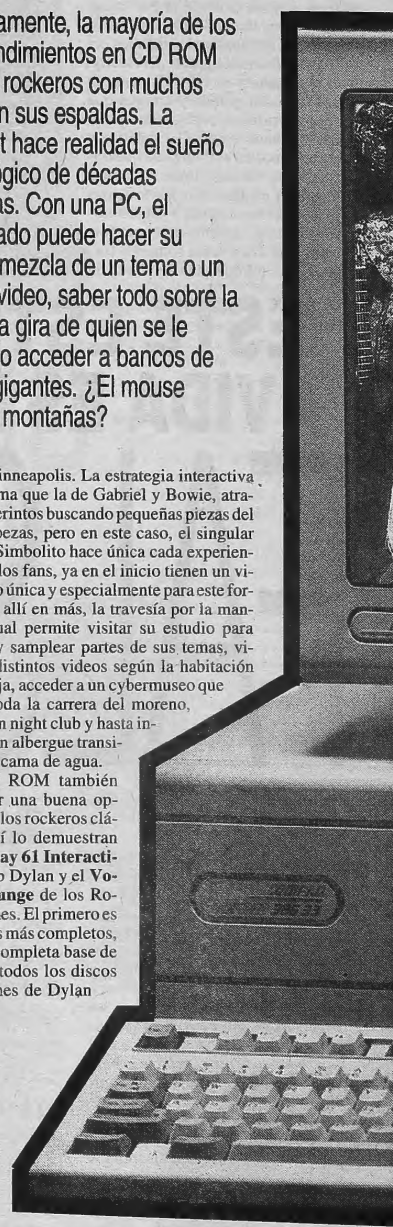 amente, la mayoría de los
ndimientos en CD ROM
rockeros con muchos
n sus espaldas. La
t hace realidad el sueño
ógico de décadas
as. Con una PC, el
ado puede hacer su
mezcla de un tema o un
video, saber todo sobre la
a gira de quien se le
o acceder a bancos de
gigantes. ¿El mouse
montañas?
inneapolis. La estrategia interactiva
ma que la de Gabriel y Bowie, atra-
erintos buscando pequeñas piezas del
bezas, pero en este caso, el singular
Simbolito hace única cada experien-
los fans, ya en el inicio tienen un vi-
o única y especialmente para este for-
allí en más, la travesía por la man-
ual permite visitar su estudio para
y samplear partes de sus temas, vi-
distintos videos según la habitación
ja, acceder a un cybermuseo que
oda la carrera del moreno,
n night club y hasta in-
n albergue transi-
cama de agua.
ROM también
r una buena op-
los rockeros clá-
í lo demuestran
ay 61 Interacti-
b Dylan y el Vo-
unge de los Ro-
nes. El primero es
s más completos,
ompleta base de
todos los discos
nes de Dylan